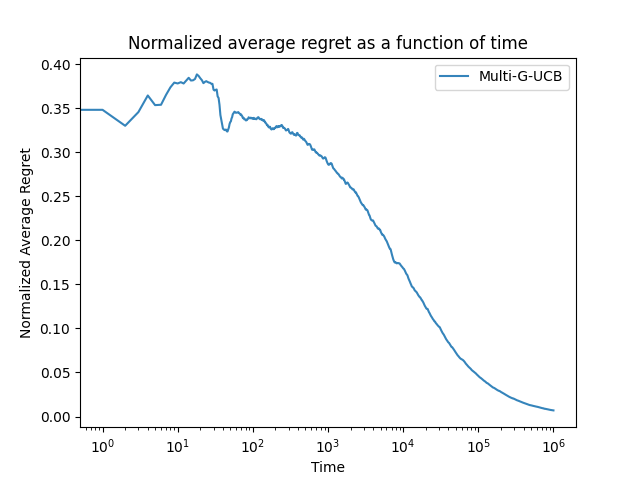 Normalized average regret as a function of time
Multi-G-UCB
Normalized Average Regret
0.40
0.35
0.30
0.25
0.20
0.15
0.10
0.05
0.00
10⁰ 10¹ 10² 10³ 10⁴ 10⁵ 10⁶
Time